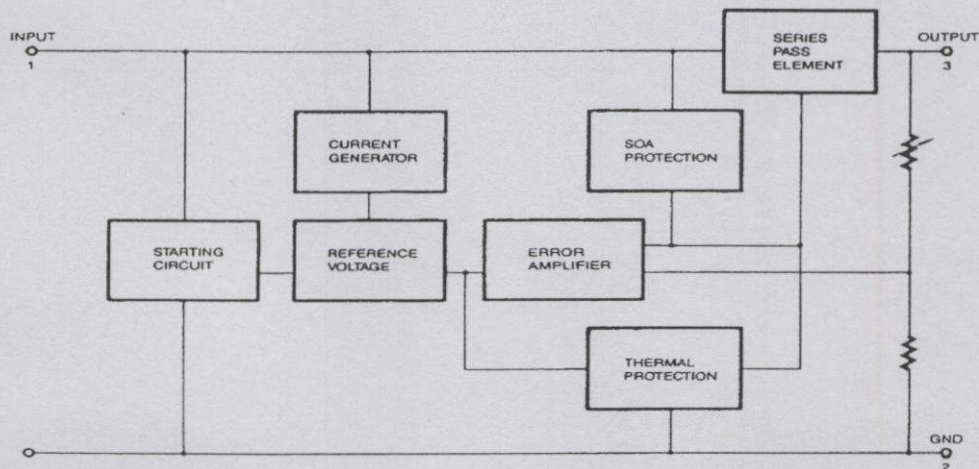 INPUT
1
SERIES
PASS
ELEMENT
OUTPUT
3
CURRENT
GENERATOR
SOA
PROTECTION
STARTING
CIRCUIT
REFERENCE
VOLTAGE
ERROR
AMPLIFIER
THERMAL
PROTECTION
GND
2